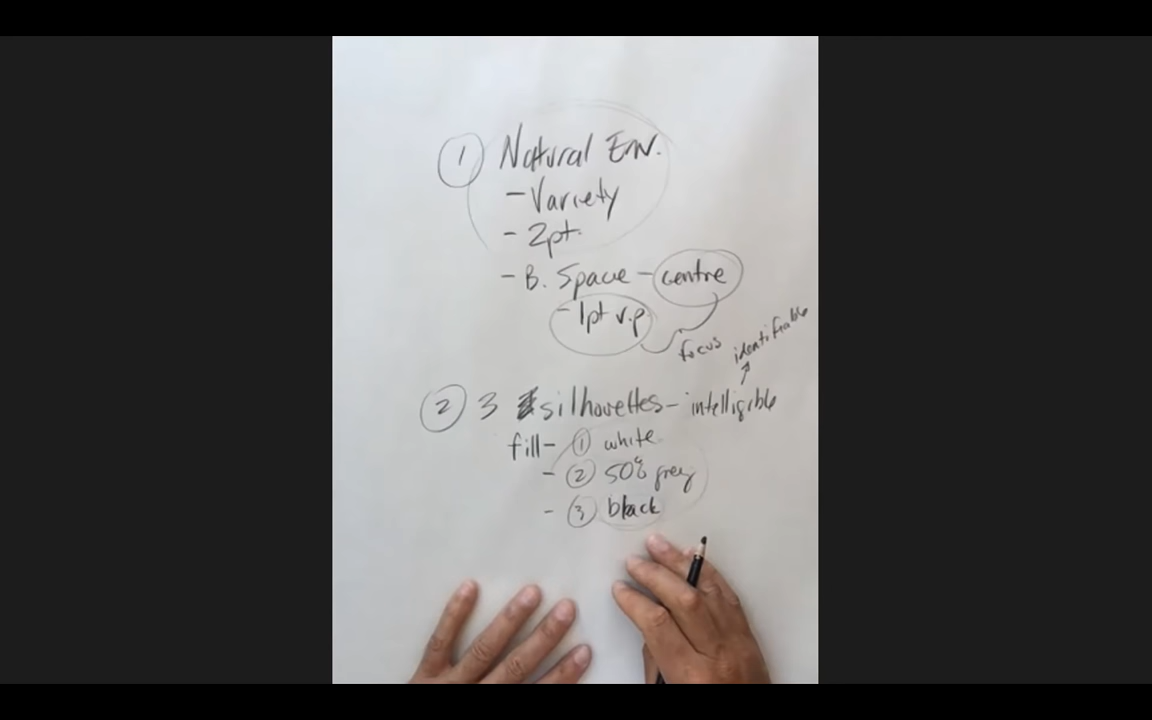 1 Natural Env.
- Variety
- 2pt.
- B. Space - centre
- 1pt v.p.
focus
identifiable
2 3 silhouettes - intelligible
fill - 1 white
- 2 50% grey
- 3 black